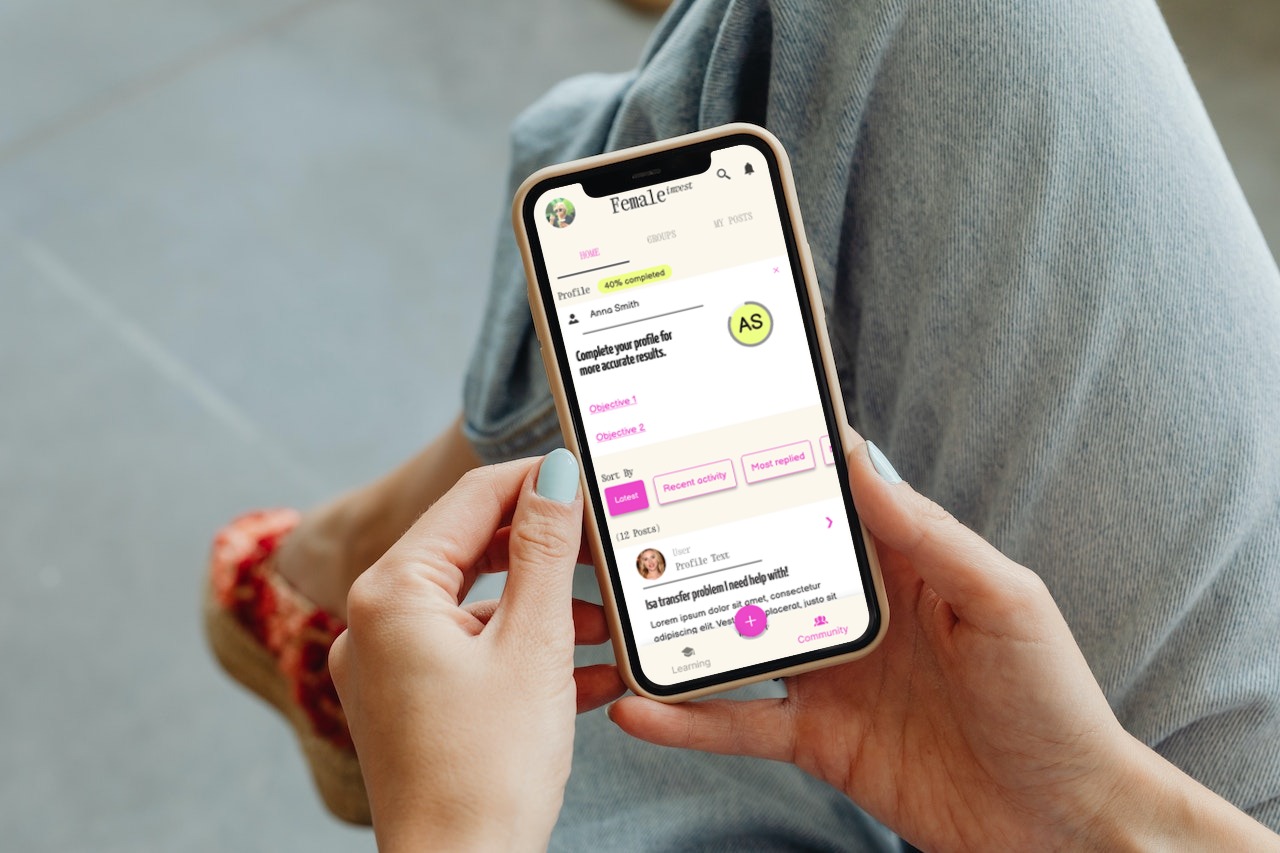 Female invest
HOME GROUPS MY POSTS
Profile 40% completed
Anna Smith
AS
Complete your profile for
more accurate results.
Objective 1
Objective 2
Sort By
Latest Recent activity Most replied
(12 Posts)
User
Profile Text
Isa transfer problem I need help with!
Lorem ipsum dolor sit amet, consectetur
adipiscing elit. placerat, justo sit
Learning Community